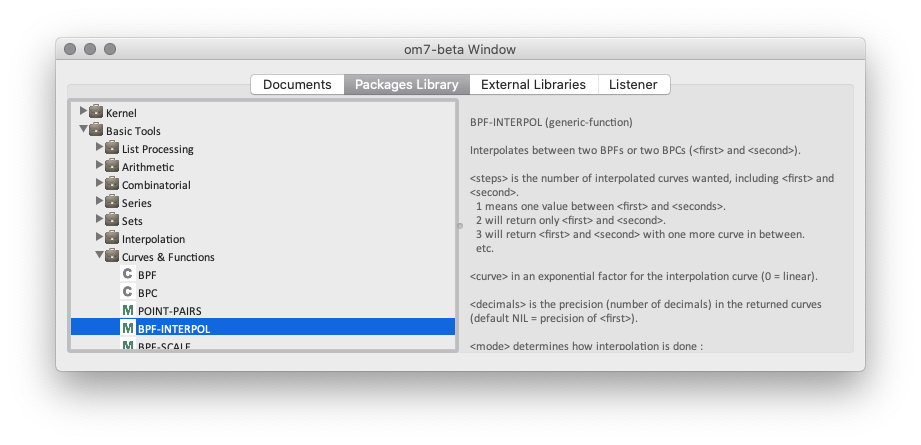 om7-beta Window
Documents
Packages Library
External Libraries
Listener
Kernel
Basic Tools
List Processing
Arithmetic
Combinatorial
Series
Sets
Interpolation
Curves & Functions
C BPF
C BPC
M POINT-PAIRS
M BPF-INTERPOL
M BPF-SCALE
BPF-INTERPOL (generic-function)
Interpolates between two BPFs or two BPCs (<first> and <second>).
<steps> is the number of interpolated curves wanted, including <first> and
<second>.
1 means one value between <first> and <seconds>.
2 will return only <first> and <second>.
3 will return <first> and <second> with one more curve in between.
etc.
<curve> in an exponential factor for the interpolation curve (0 = linear).
<decimals> is the precision (number of decimals) in the returned curves
(default NIL = precision of <first>).
<mode> determines how interpolation is done :